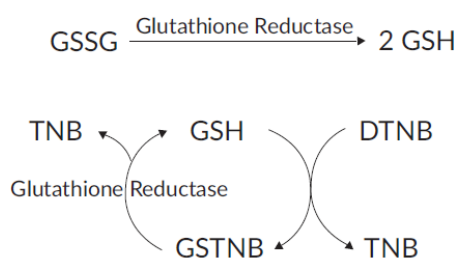 Glutathione Reductase
GSSG 2 GSH
TNB GSH DTNB
Glutathione Reductase
GSTNB TNB